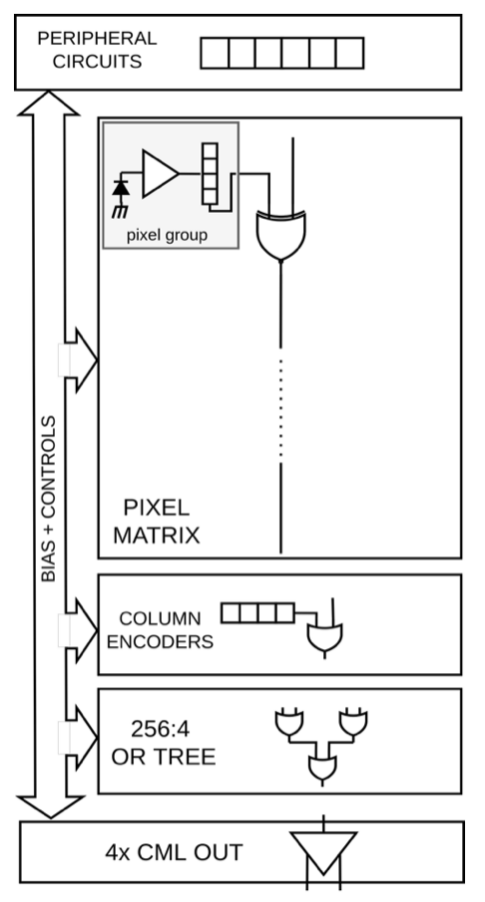 PERIPHERAL
CIRCUITS
pixel group
BIAS + CONTROLS
PIXEL
MATRIX
COLUMN
ENCODERS
256:4
OR TREE
4x CML OUT